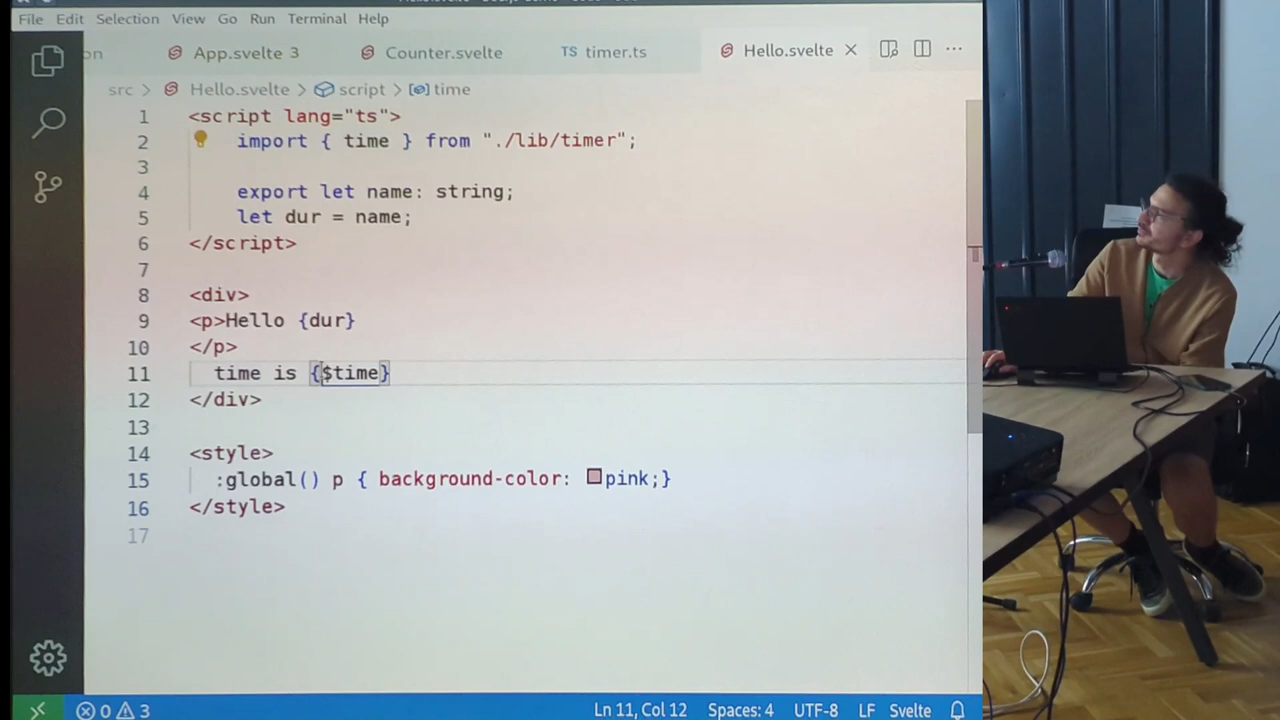 File Edit Selection View Go Run Terminal Help
on App.svelte 3 Counter.svelte TS timer.ts Hello.svelte
src > Hello.svelte > script > time
1 <script lang="ts">
2 import { time } from "./lib/timer";
3
4 export let name: string;
5 let dur = name;
6 </script>
7
8 <div>
9 <p>Hello {dur}
10 </p>
11 time is {$time}
12 </div>
13
14 <style>
15 :global() p { background-color: pink;}
16 </style>
17
0 3 Ln 11, Col 12 Spaces: 4 UTF-8 LF Svelte